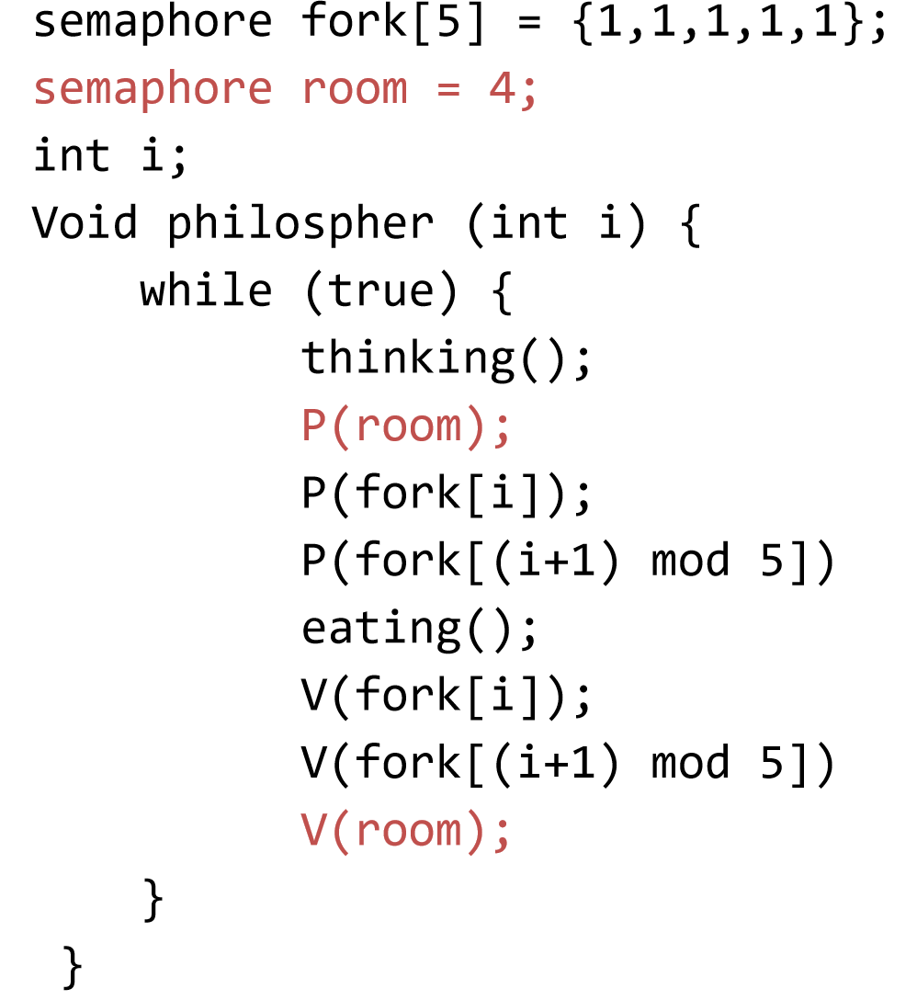 semaphore fork[5] = {1,1,1,1,1};
semaphore room = 4;
int i;
Void philospher (int i) {
while (true) {
thinking();
P(room);
P(fork[i]);
P(fork[(i+1) mod 5])
eating();
V(fork[i]);
V(fork[(i+1) mod 5])
V(room);
}
}